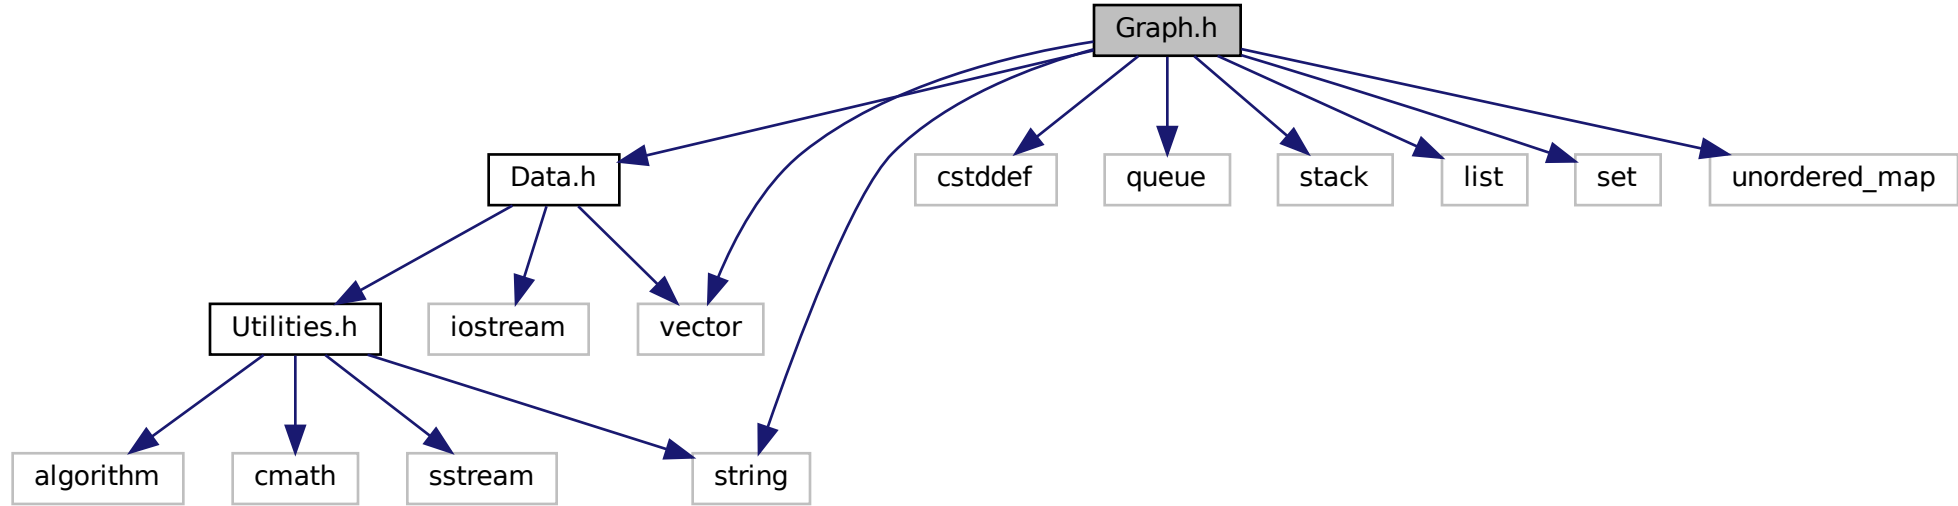 Graph.h
Data.h
cstddef
queue
stack
list
set
unordered_map
Utilities.h
iostream
vector
algorithm
cmath
sstream
string